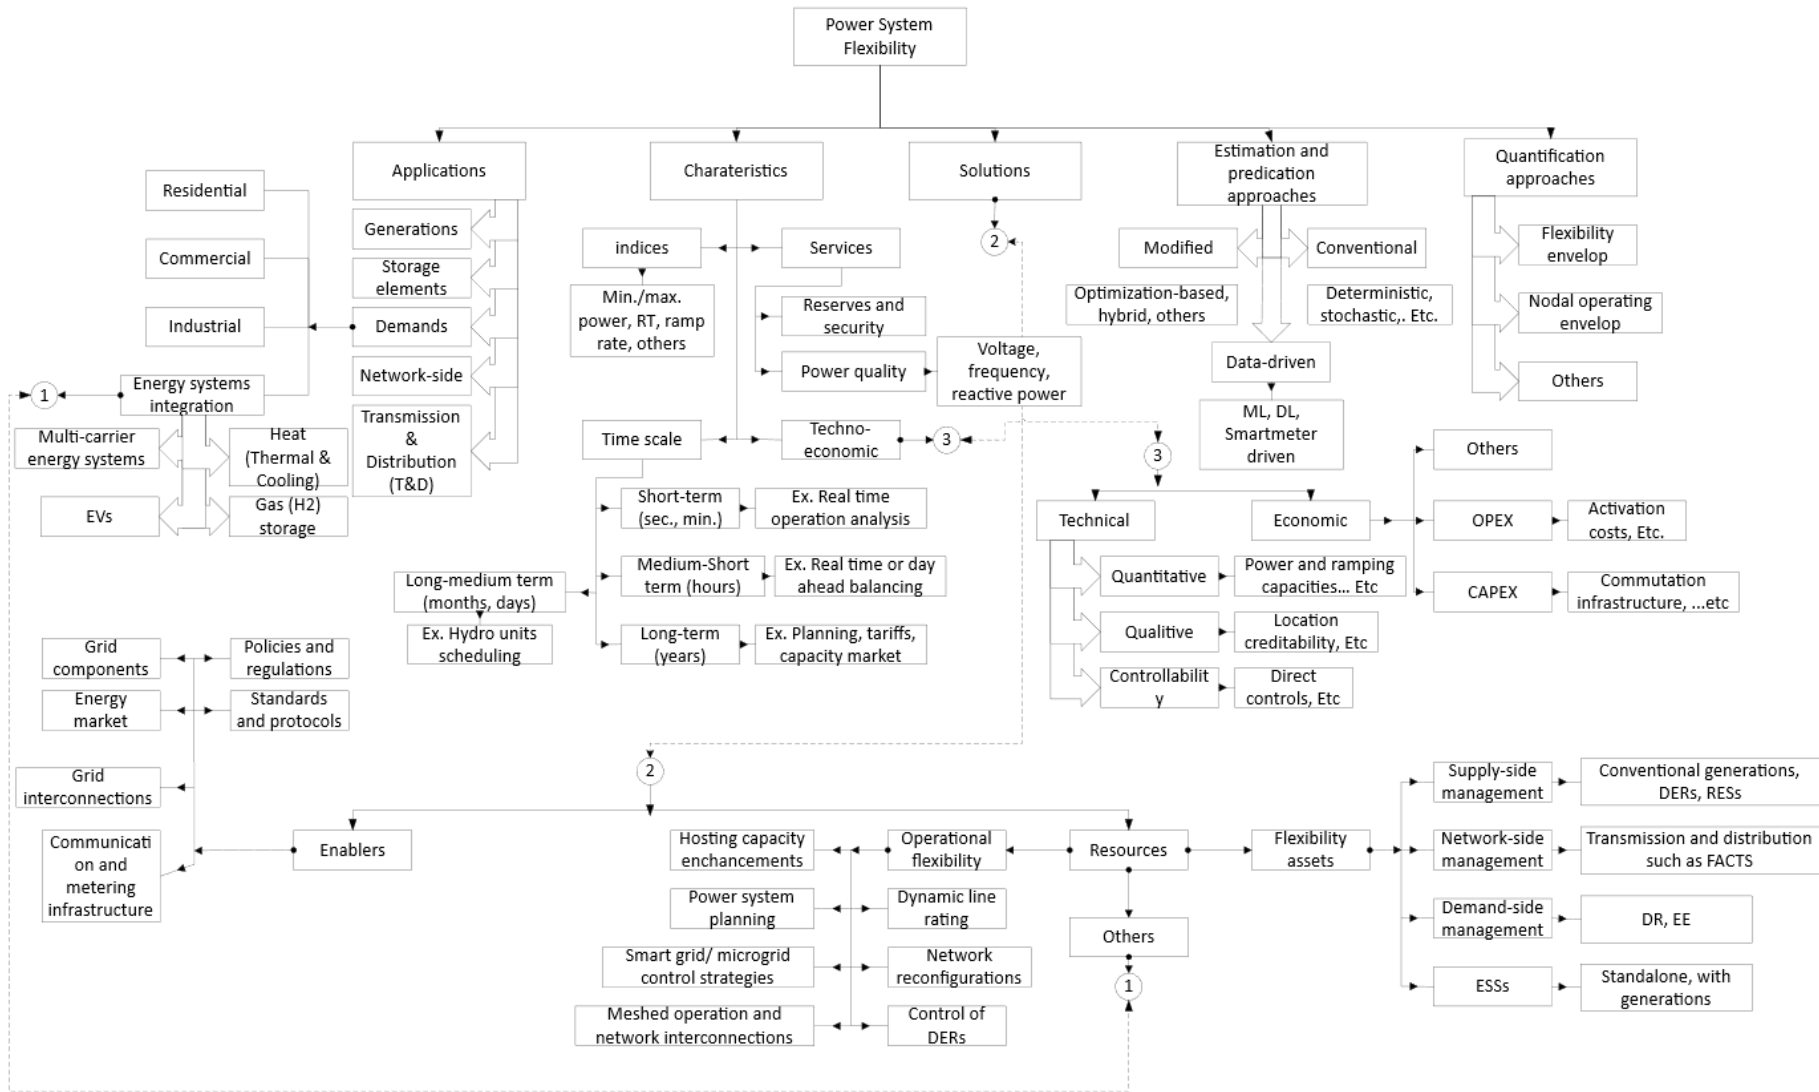 Power System
Flexibility
Applications
Charateristics
Solutions
Estimation and
predication
approaches
Quantification
approaches
Residential
Commercial
Industrial
Energy systems
integration
1
Multi-carrier
energy systems
Heat
(Thermal &
Cooling)
EVs
Gas (H2)
storage
Generations
Storage
elements
Demands
Network-side
Transmission
&
Distribution
(T&D)
indices
Services
Min./max.
power, RT, ramp
rate, others
Reserves and
security
Power quality
Voltage,
frequency,
reactive power
2
Time scale
Techno-
economic
3
Short-term
(sec., min.)
Ex. Real time
operation analysis
Medium-Short
term (hours)
Ex. Real time or day
ahead balancing
Long-medium term
(months, days)
Ex. Hydro units
scheduling
Long-term
(years)
Ex. Planning, tariffs,
capacity market
Modified
Conventional
Optimization-based,
hybrid, others
Deterministic,
stochastic,. Etc.
Data-driven
ML, DL,
Smartmeter
driven
Flexibility
envelop
Nodal operating
envelop
Others
3
Technical
Economic
Others
OPEX
Activation
costs, Etc.
CAPEX
Commutation
infrastructure, ...etc
Quantitative
Power and ramping
capacities... Etc
Qualitive
Location
creditability, Etc
Controllabilit
y
Direct
controls, Etc
Grid
components
Policies and
regulations
Energy
market
Standards
and protocols
Grid
interconnections
Communicati
on and
metering
infrastructure
2
Enablers
Hosting capacity
enchancements
Operational
flexibility
Resources
Flexibility
assets
Power system
planning
Dynamic line
rating
Smart grid/ microgrid
control strategies
Network
reconfigurations
Meshed operation and
network interconnections
Control of
DERs
Others
1
Supply-side
management
Conventional generations,
DERs, RESs
Network-side
management
Transmission and distribution
such as FACTS
Demand-side
management
DR, EE
ESSs
Standalone, with
generations